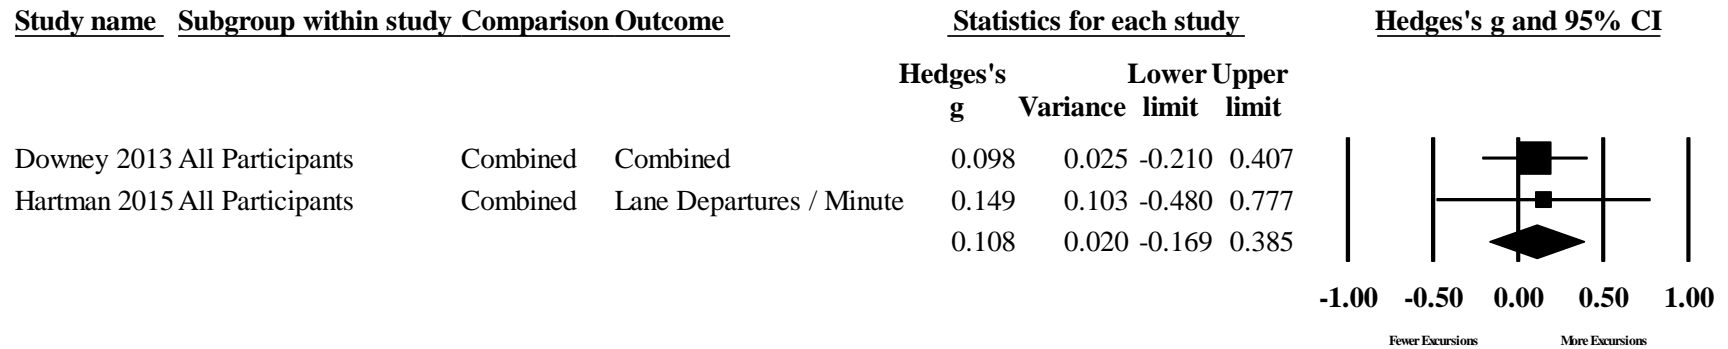 Study name Subgroup within study Comparison Outcome Statistics for each study Hedges's g and 95% CI
Hedges's Lower Upper
g Variance limit limit
Downey 2013 All Participants Combined Combined 0.098 0.025 -0.210 0.407
Hartman 2015 All Participants Combined Lane Departures / Minute 0.149 0.103 -0.480 0.777
0.108 0.020 -0.169 0.385
-1.00 -0.50 0.00 0.50 1.00
Fewer Excursions More Excursions